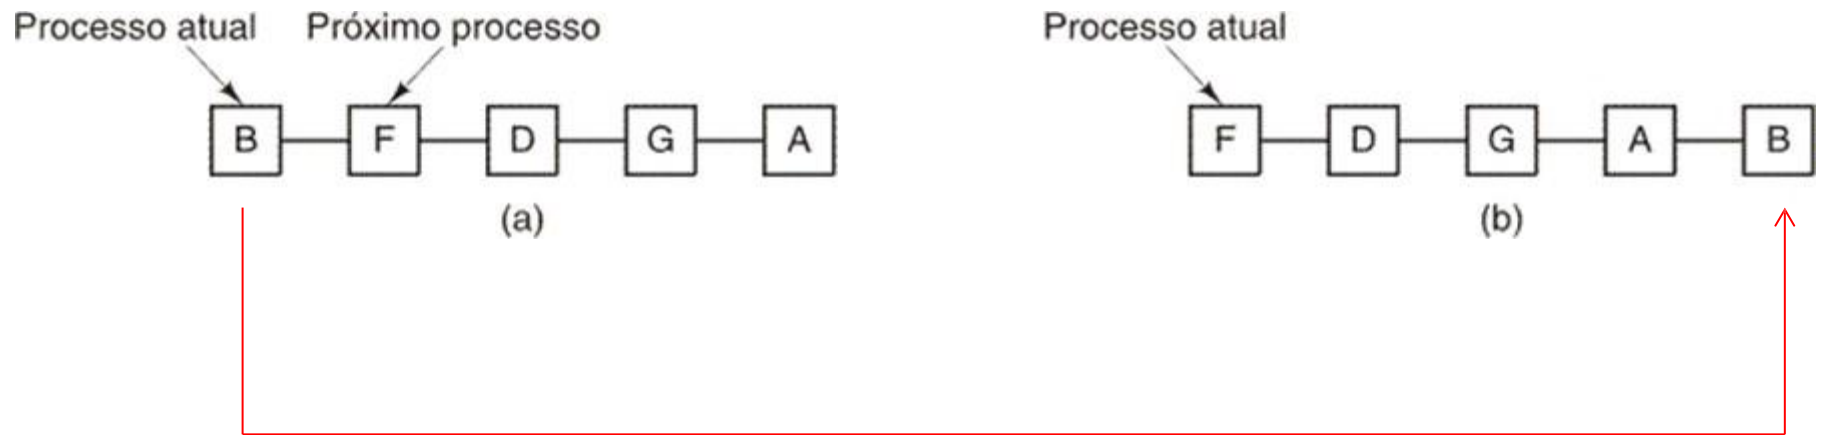 Processo atual Próximo processo
B F D G A
(a)
Processo atual
F D G A B
(b)